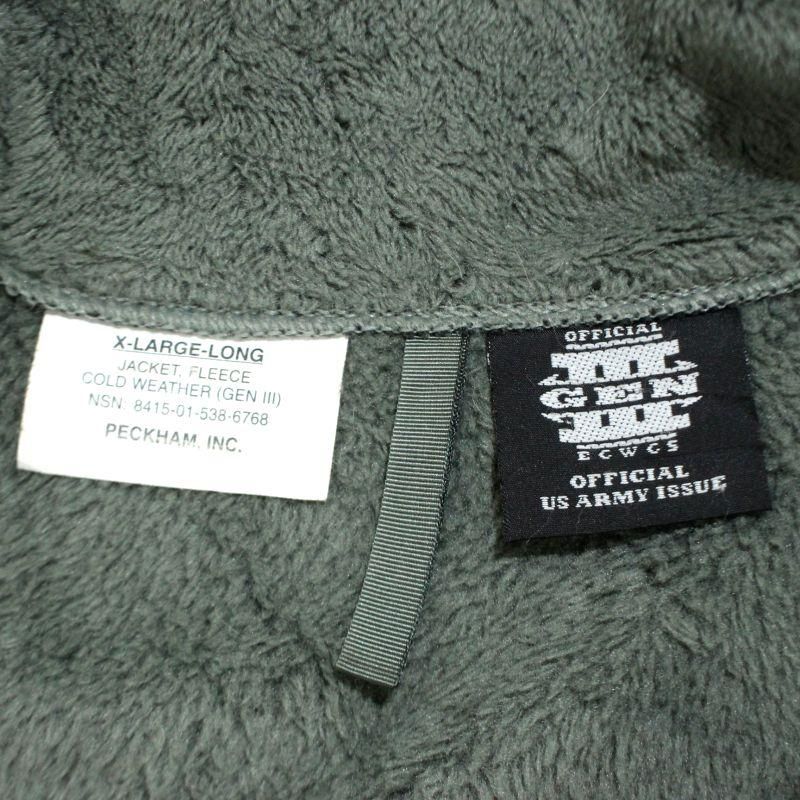 X-LARGE-LONG
JACKET, FLEECE
COLD WEATHER (GEN III)
NSN: 8415-01-538-6768
PECKHAM, INC.
OFFICIAL
III
GEN
ECWCS
OFFICIAL
US ARMY ISSUE